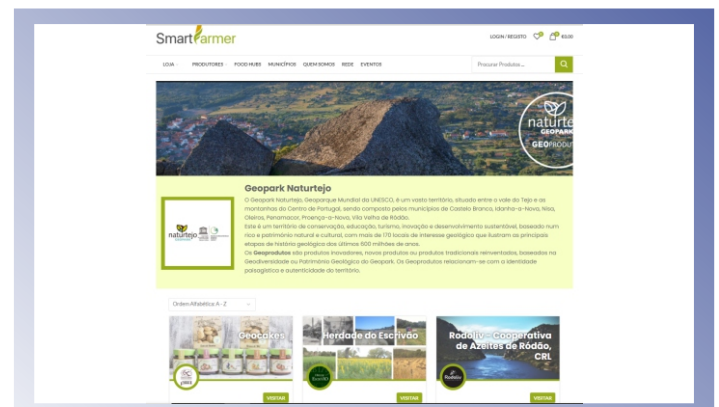 SmartFarmer
LOGIN / REGISTO €0,00
LOJA PRODUTORES FOOD HUBS MUNICÍPIOS QUEM SOMOS REDE EVENTOS Procurar Produtos ...
naturte
GEOPARK
GEOPRODU
Geopark Naturtejo
O Geopark Naturtejo, Geoparque Mundial da UNESCO, é um vasto território, situado entre o vale do Tejo e as
montanhas do Centro de Portugal, sendo composto pelos municípios de Castelo Branco, Idanha-a-Nova, Nisa,
Oleiros, Penamacor, Proença-a-Nova, Vila Velha de Ródão.
Este é um território de conservação, educação, turismo, inovação e desenvolvimento sustentável, baseado num
rico e património natural e cultural, com mais de 170 locais de interesse geológico que ilustram as principais
etapas de história geológica dos últimos 600 milhões de anos.
Os Geoprodutos são produtos inovadores, novos produtos ou produtos tradicionais reinventados, baseados na
Geodiversidade ou Património Geológico do Geopark. Os Geoprodutos relacionam-se com a identidade
paisagística e autenticidade do território.
naturtejo
Ordem Alfabética A - Z
Geocakes
Herdade do Escrivão
Rodoliv - Cooperativa
de Azeites de Ródão,
CRL
Rodoliv
VISITAR
VISITAR
VISITAR